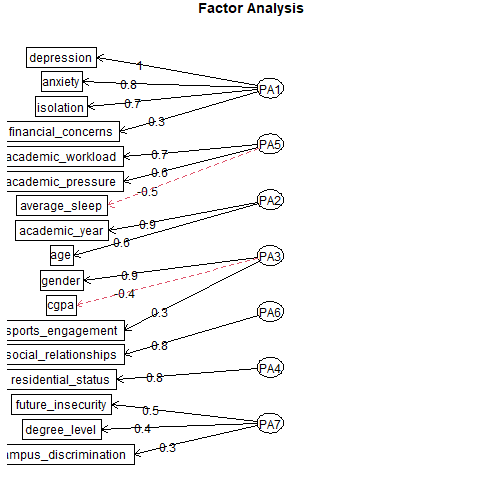 Factor Analysis
depression
anxiety
isolation
financial_concerns
academic_workload
academic_pressure
average_sleep
academic_year
age
gender
cgpa
sports_engagement
social_relationships
residential_status
future_insecurity
degree_level
ampus_discrimination
1
0.8
0.7
0.3
0.7
0.6
-0.5
0.9
0.6
0.9
-0.4
0.3
0.8
0.8
0.5
0.4
0.3
PA1
PA5
PA2
PA3
PA6
PA4
PA7